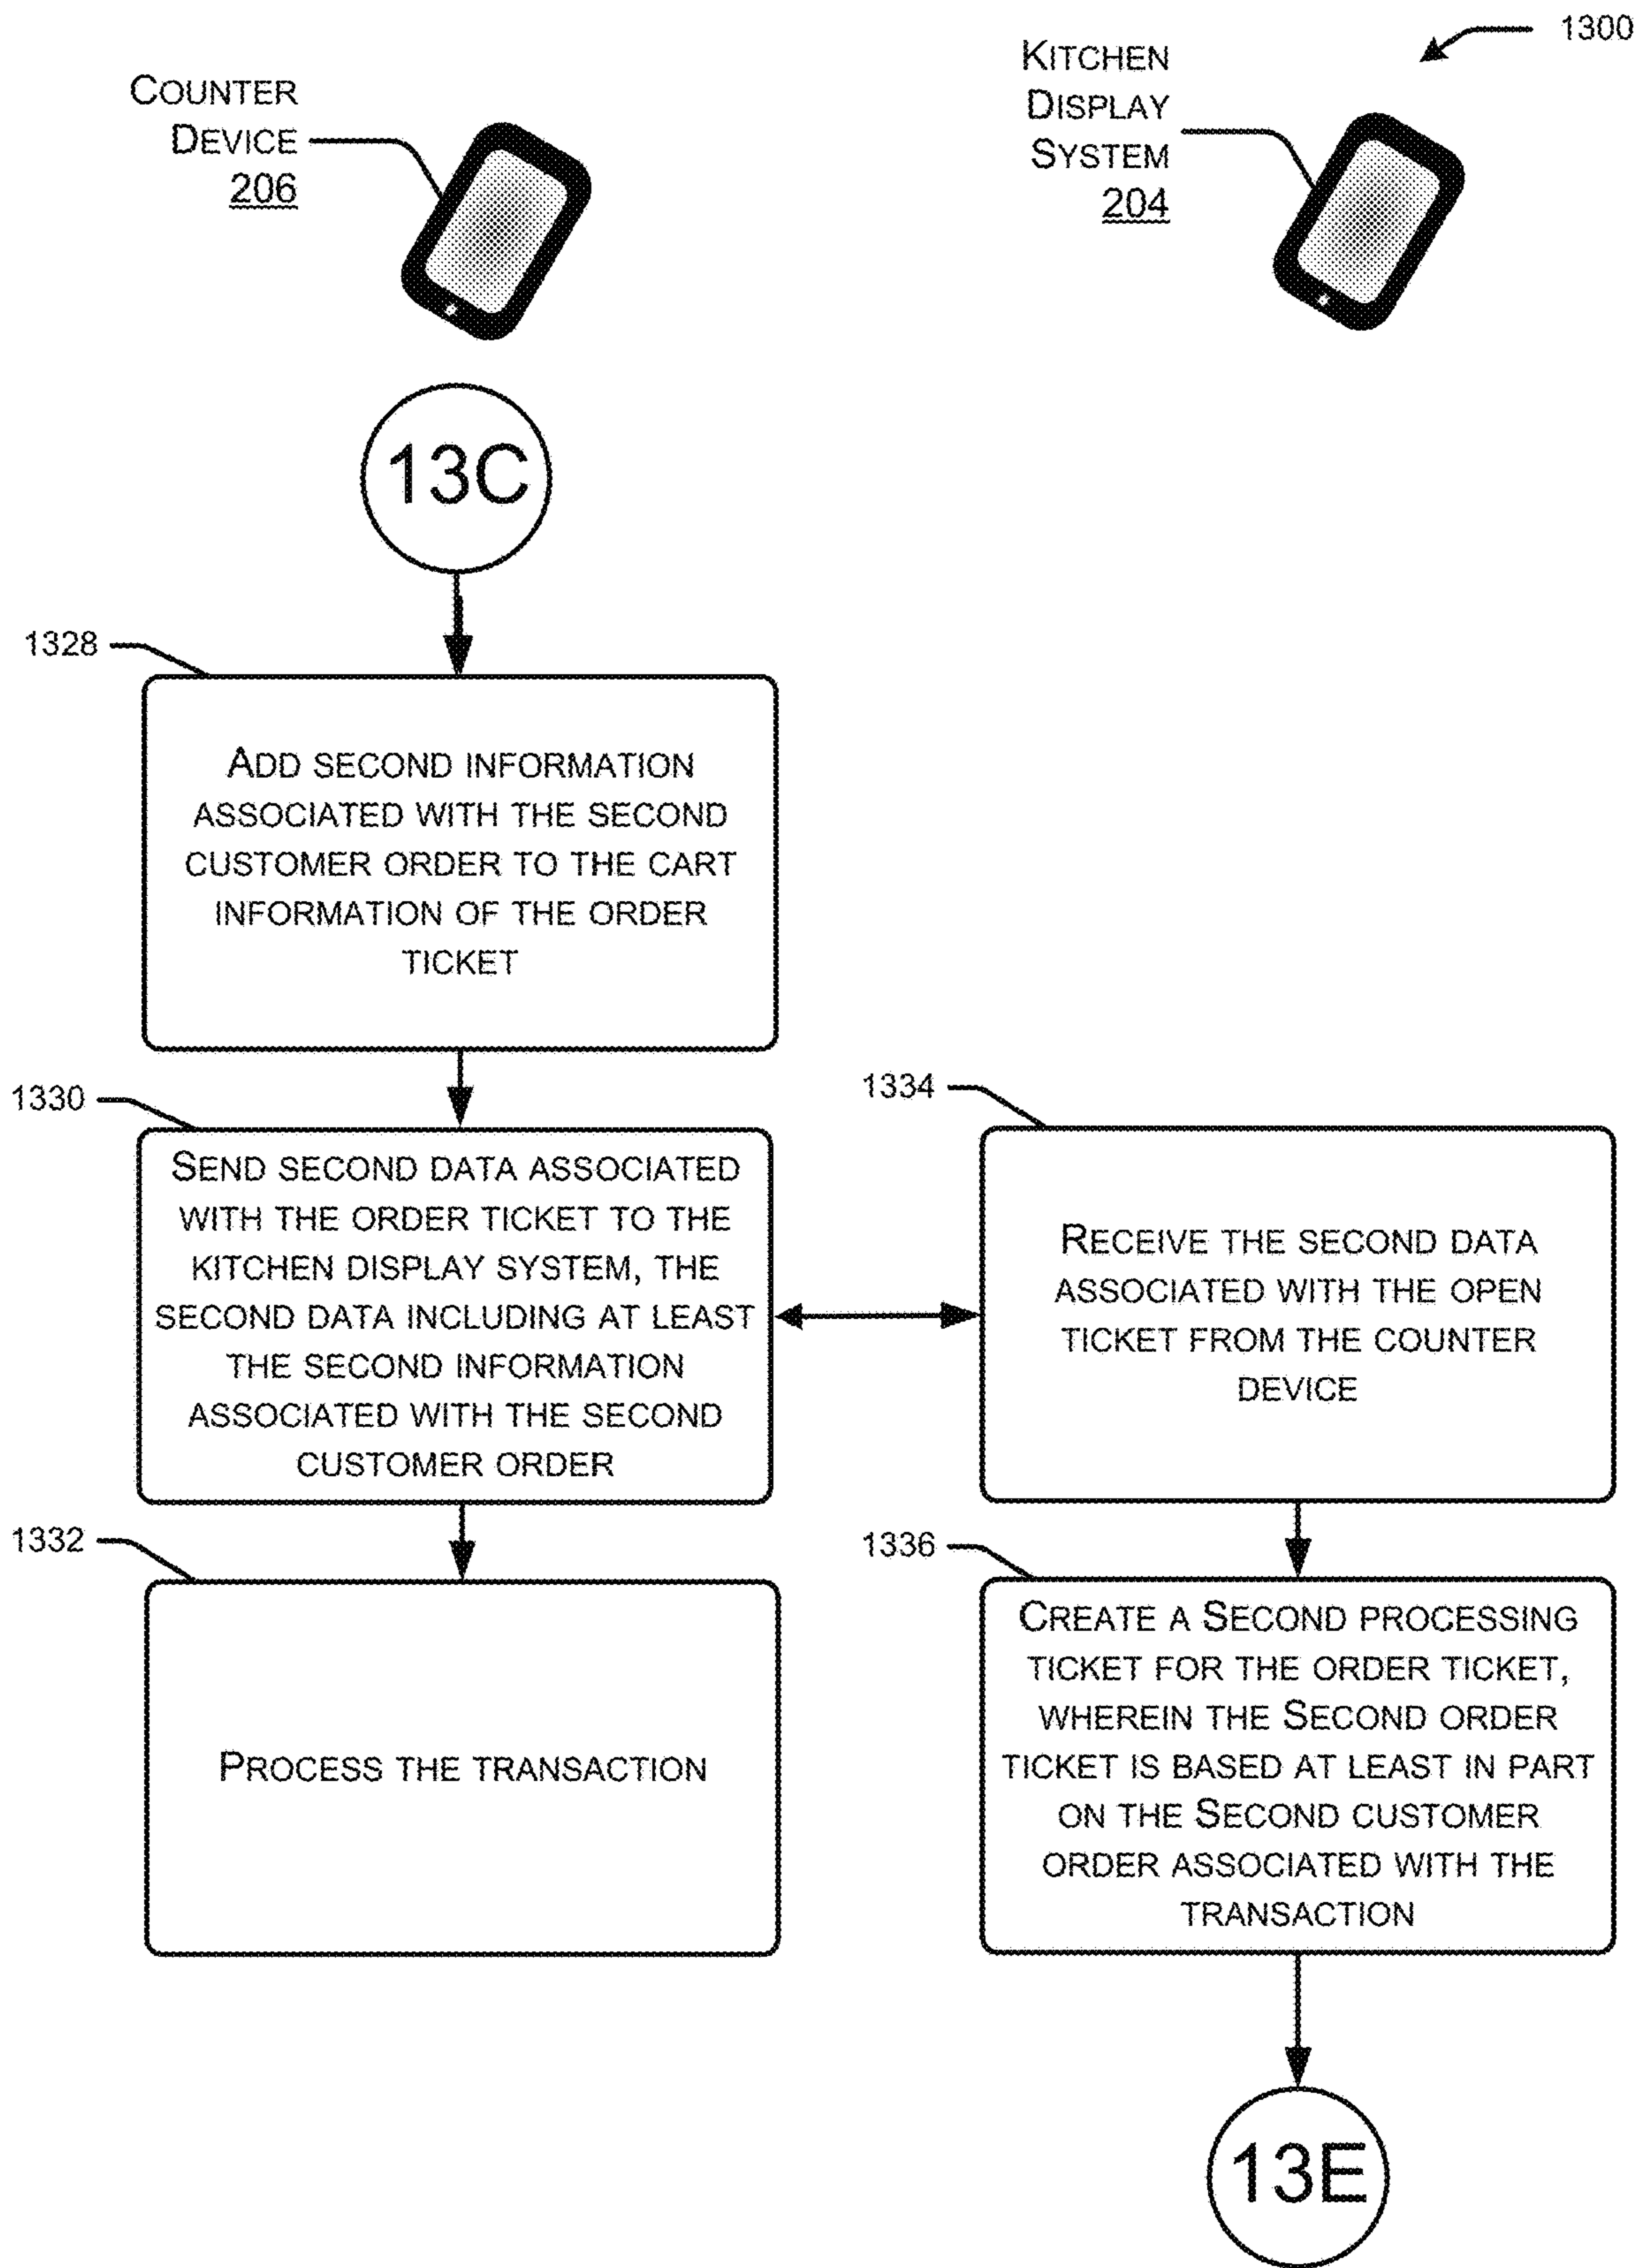 1300
COUNTER
DEVICE
206
KITCHEN
DISPLAY
SYSTEM
204
13C
1328
ADD SECOND INFORMATION
ASSOCIATED WITH THE SECOND
CUSTOMER ORDER TO THE CART
INFORMATION OF THE ORDER
TICKET
1330
SEND SECOND DATA ASSOCIATED
WITH THE ORDER TICKET TO THE
KITCHEN DISPLAY SYSTEM, THE
SECOND DATA INCLUDING AT LEAST
THE SECOND INFORMATION
ASSOCIATED WITH THE SECOND
CUSTOMER ORDER
1334
RECEIVE THE SECOND DATA
ASSOCIATED WITH THE OPEN
TICKET FROM THE COUNTER
DEVICE
1332
PROCESS THE TRANSACTION
1336
CREATE A SECOND PROCESSING
TICKET FOR THE ORDER TICKET,
WHEREIN THE SECOND ORDER
TICKET IS BASED AT LEAST IN PART
ON THE SECOND CUSTOMER
ORDER ASSOCIATED WITH THE
TRANSACTION
13E